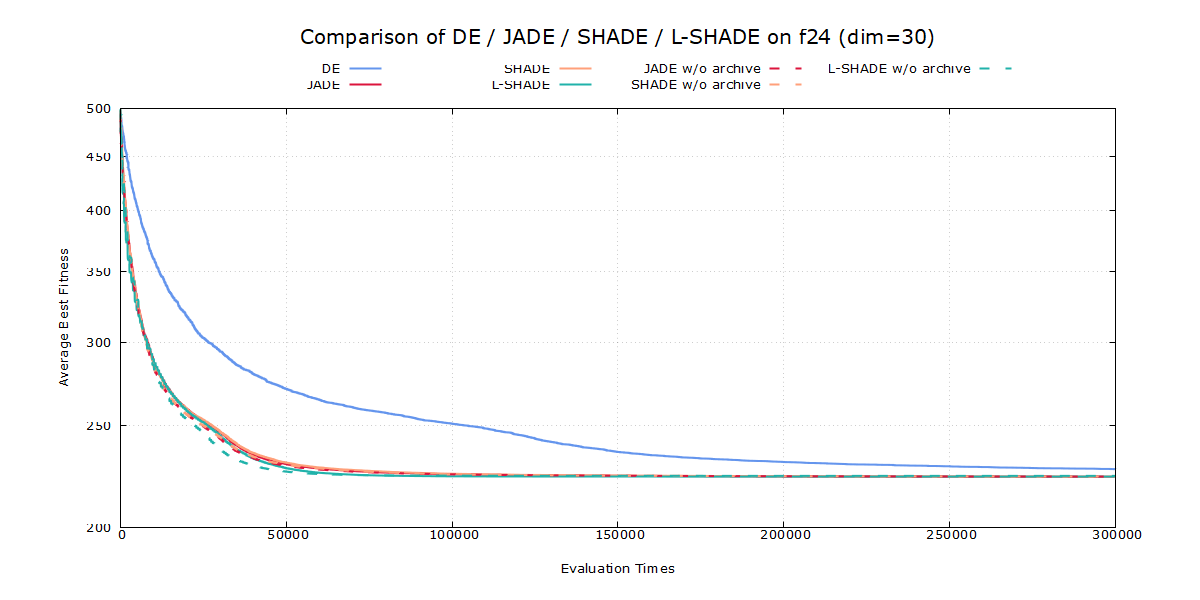 Comparison of DE / JADE / SHADE / L-SHADE on f24 (dim=30)
DE SHADE JADE w/o archive L-SHADE w/o archive
JADE L-SHADE SHADE w/o archive
500
450
400
350
300
250
200
Average Best Fitness
0 50000 100000 150000 200000 250000 300000
Evaluation Times